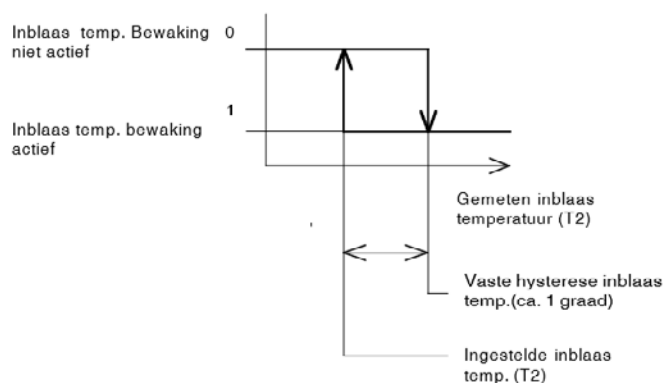 Inblaas temp. Bewaking 0
niet actief
1
Inblaas temp. bewaking
actief
Gemeten inblaas
temperatuur (T2)
Vaste hysterese inblaas
temp.(ca. 1 graad)
Ingestelde inblaas
temp. (T2)